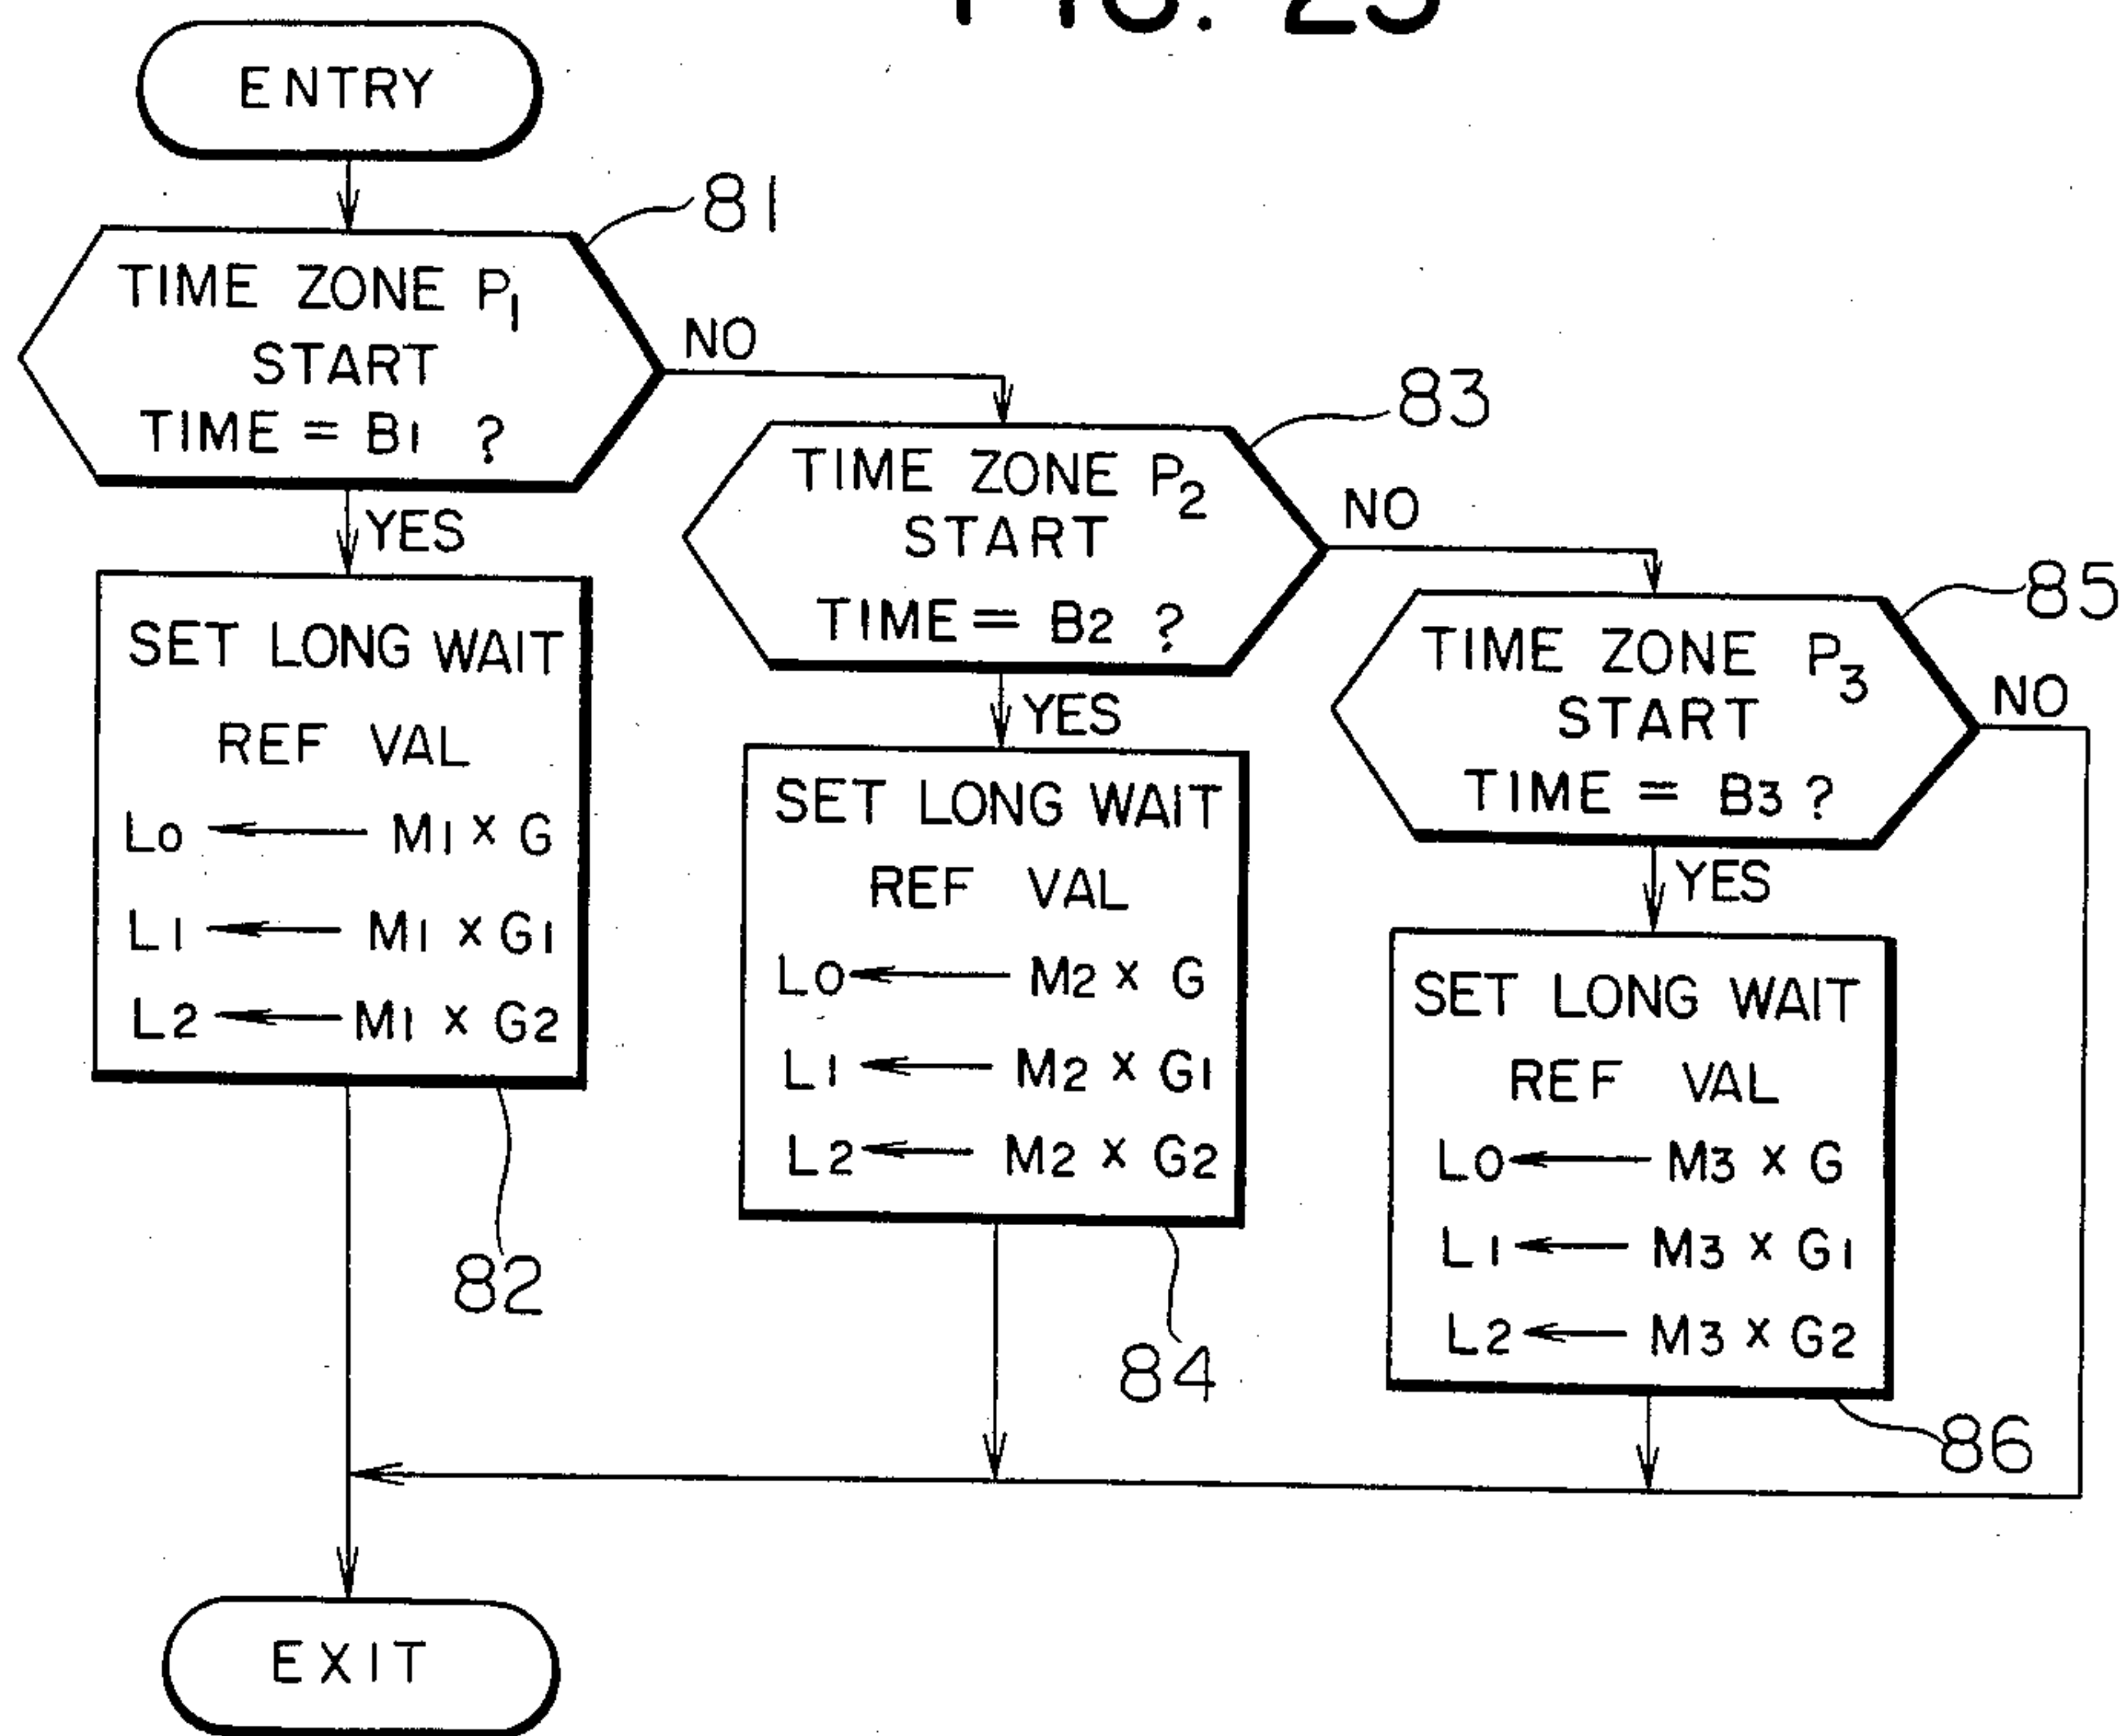 FIG. 25
ENTRY
81
TIME ZONE P1
START
TIME = B1 ?
NO
YES
83
TIME ZONE P2
START
TIME = B2 ?
NO
YES
85
TIME ZONE P3
START
TIME = B3 ?
NO
YES
SET LONG WAIT
REF VAL
L0 ← M1 × G
L1 ← M1 × G1
L2 ← M1 × G2
82
SET LONG WAIT
REF VAL
L0 ← M2 × G
L1 ← M2 × G1
L2 ← M2 × G2
84
SET LONG WAIT
REF VAL
L0 ← M3 × G
L1 ← M3 × G1
L2 ← M3 × G2
86
EXIT